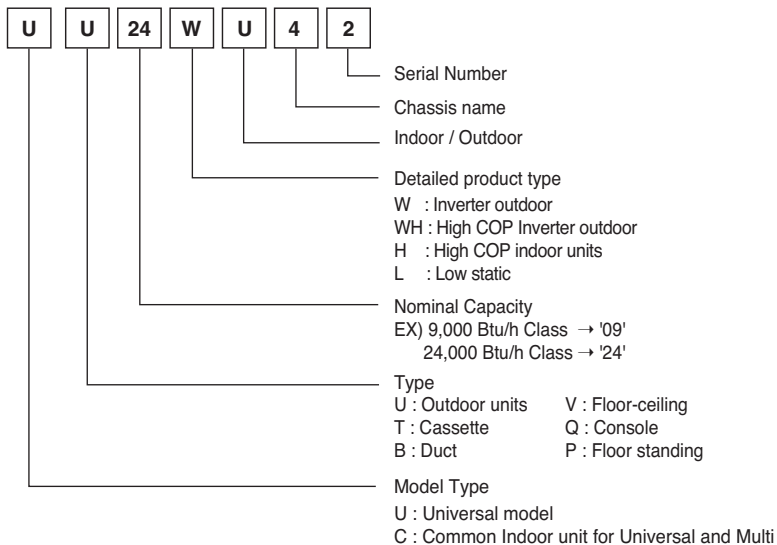 U U 24 W U 4 2
Serial Number
Chassis name
Indoor / Outdoor
Detailed product type
W : Inverter outdoor
WH : High COP Inverter outdoor
H : High COP indoor units
L : Low static
Nominal Capacity
EX) 9,000 Btu/h Class → '09'
24,000 Btu/h Class → '24'
Type
U : Outdoor units V : Floor-ceiling
T : Cassette Q : Console
B : Duct P : Floor standing
Model Type
U : Universal model
C : Common Indoor unit for Universal and Multi